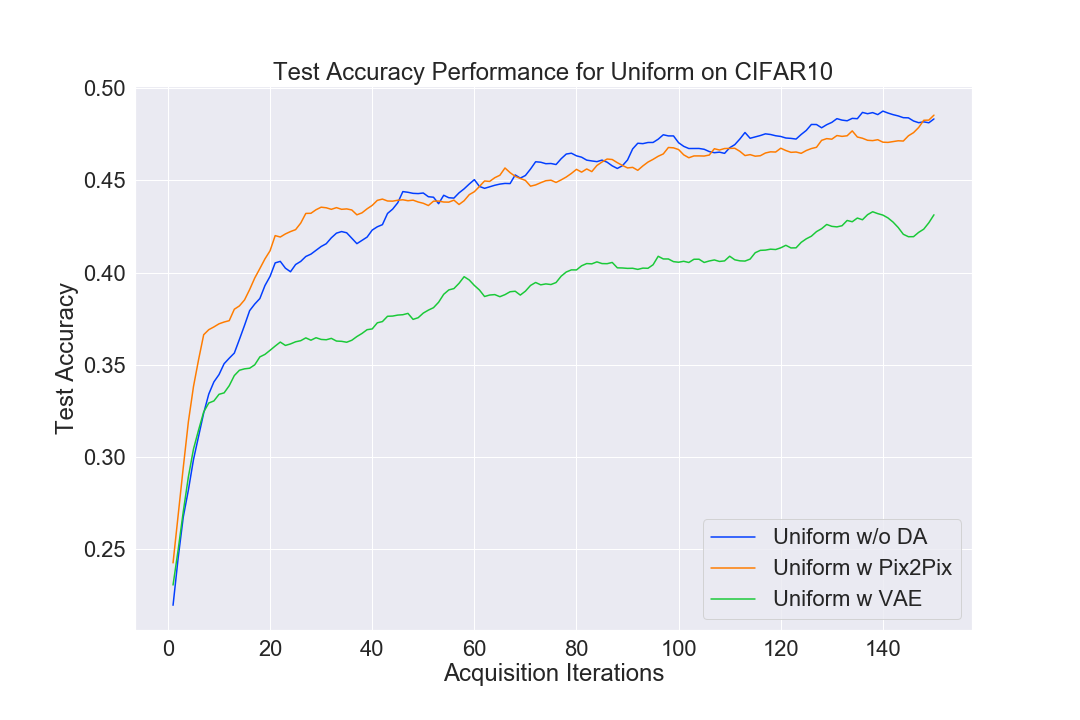 Test Accuracy Performance for Uniform on CIFAR10
0.50
0.45
0.40
0.35
0.30
0.25
Test Accuracy
Uniform w/o DA
Uniform w Pix2Pix
Uniform w VAE
0 20 40 60 80 100 120 140
Acquisition Iterations